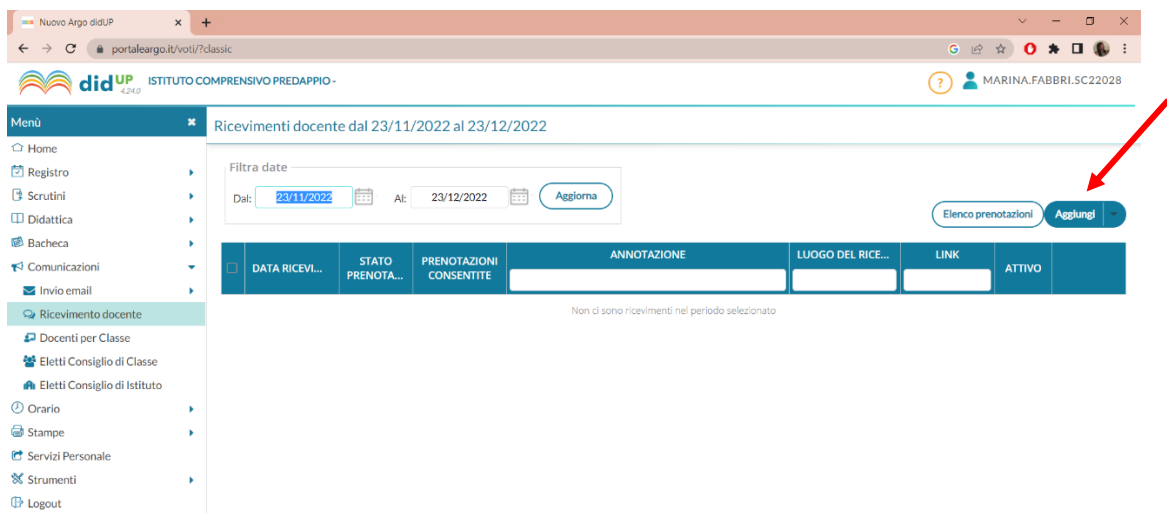 Nuovo Argo didUP
portaleargo.it/voti/?classic
didUP 4.24.0 ISTITUTO COMPRENSIVO PREDAPPIO -
? MARINA.FABBRI.SC22028
Menù
Home
Registro
Scrutini
Didattica
Bacheca
Comunicazioni
Invio email
Ricevimento docente
Docenti per Classe
Eletti Consiglio di Classe
Eletti Consiglio di Istituto
Orario
Stampe
Servizi Personale
Strumenti
Logout
Ricevimenti docente dal 23/11/2022 al 23/12/2022
Filtra date
Dal: 23/11/2022 Al: 23/12/2022 Aggiorna
Elenco prenotazioni Aggiungi
DATA RICEVI... STATO PRENOTA... PRENOTAZIONI CONSENTITE ANNOTAZIONE LUOGO DEL RICE... LINK ATTIVO
Non ci sono ricevimenti nel periodo selezionato